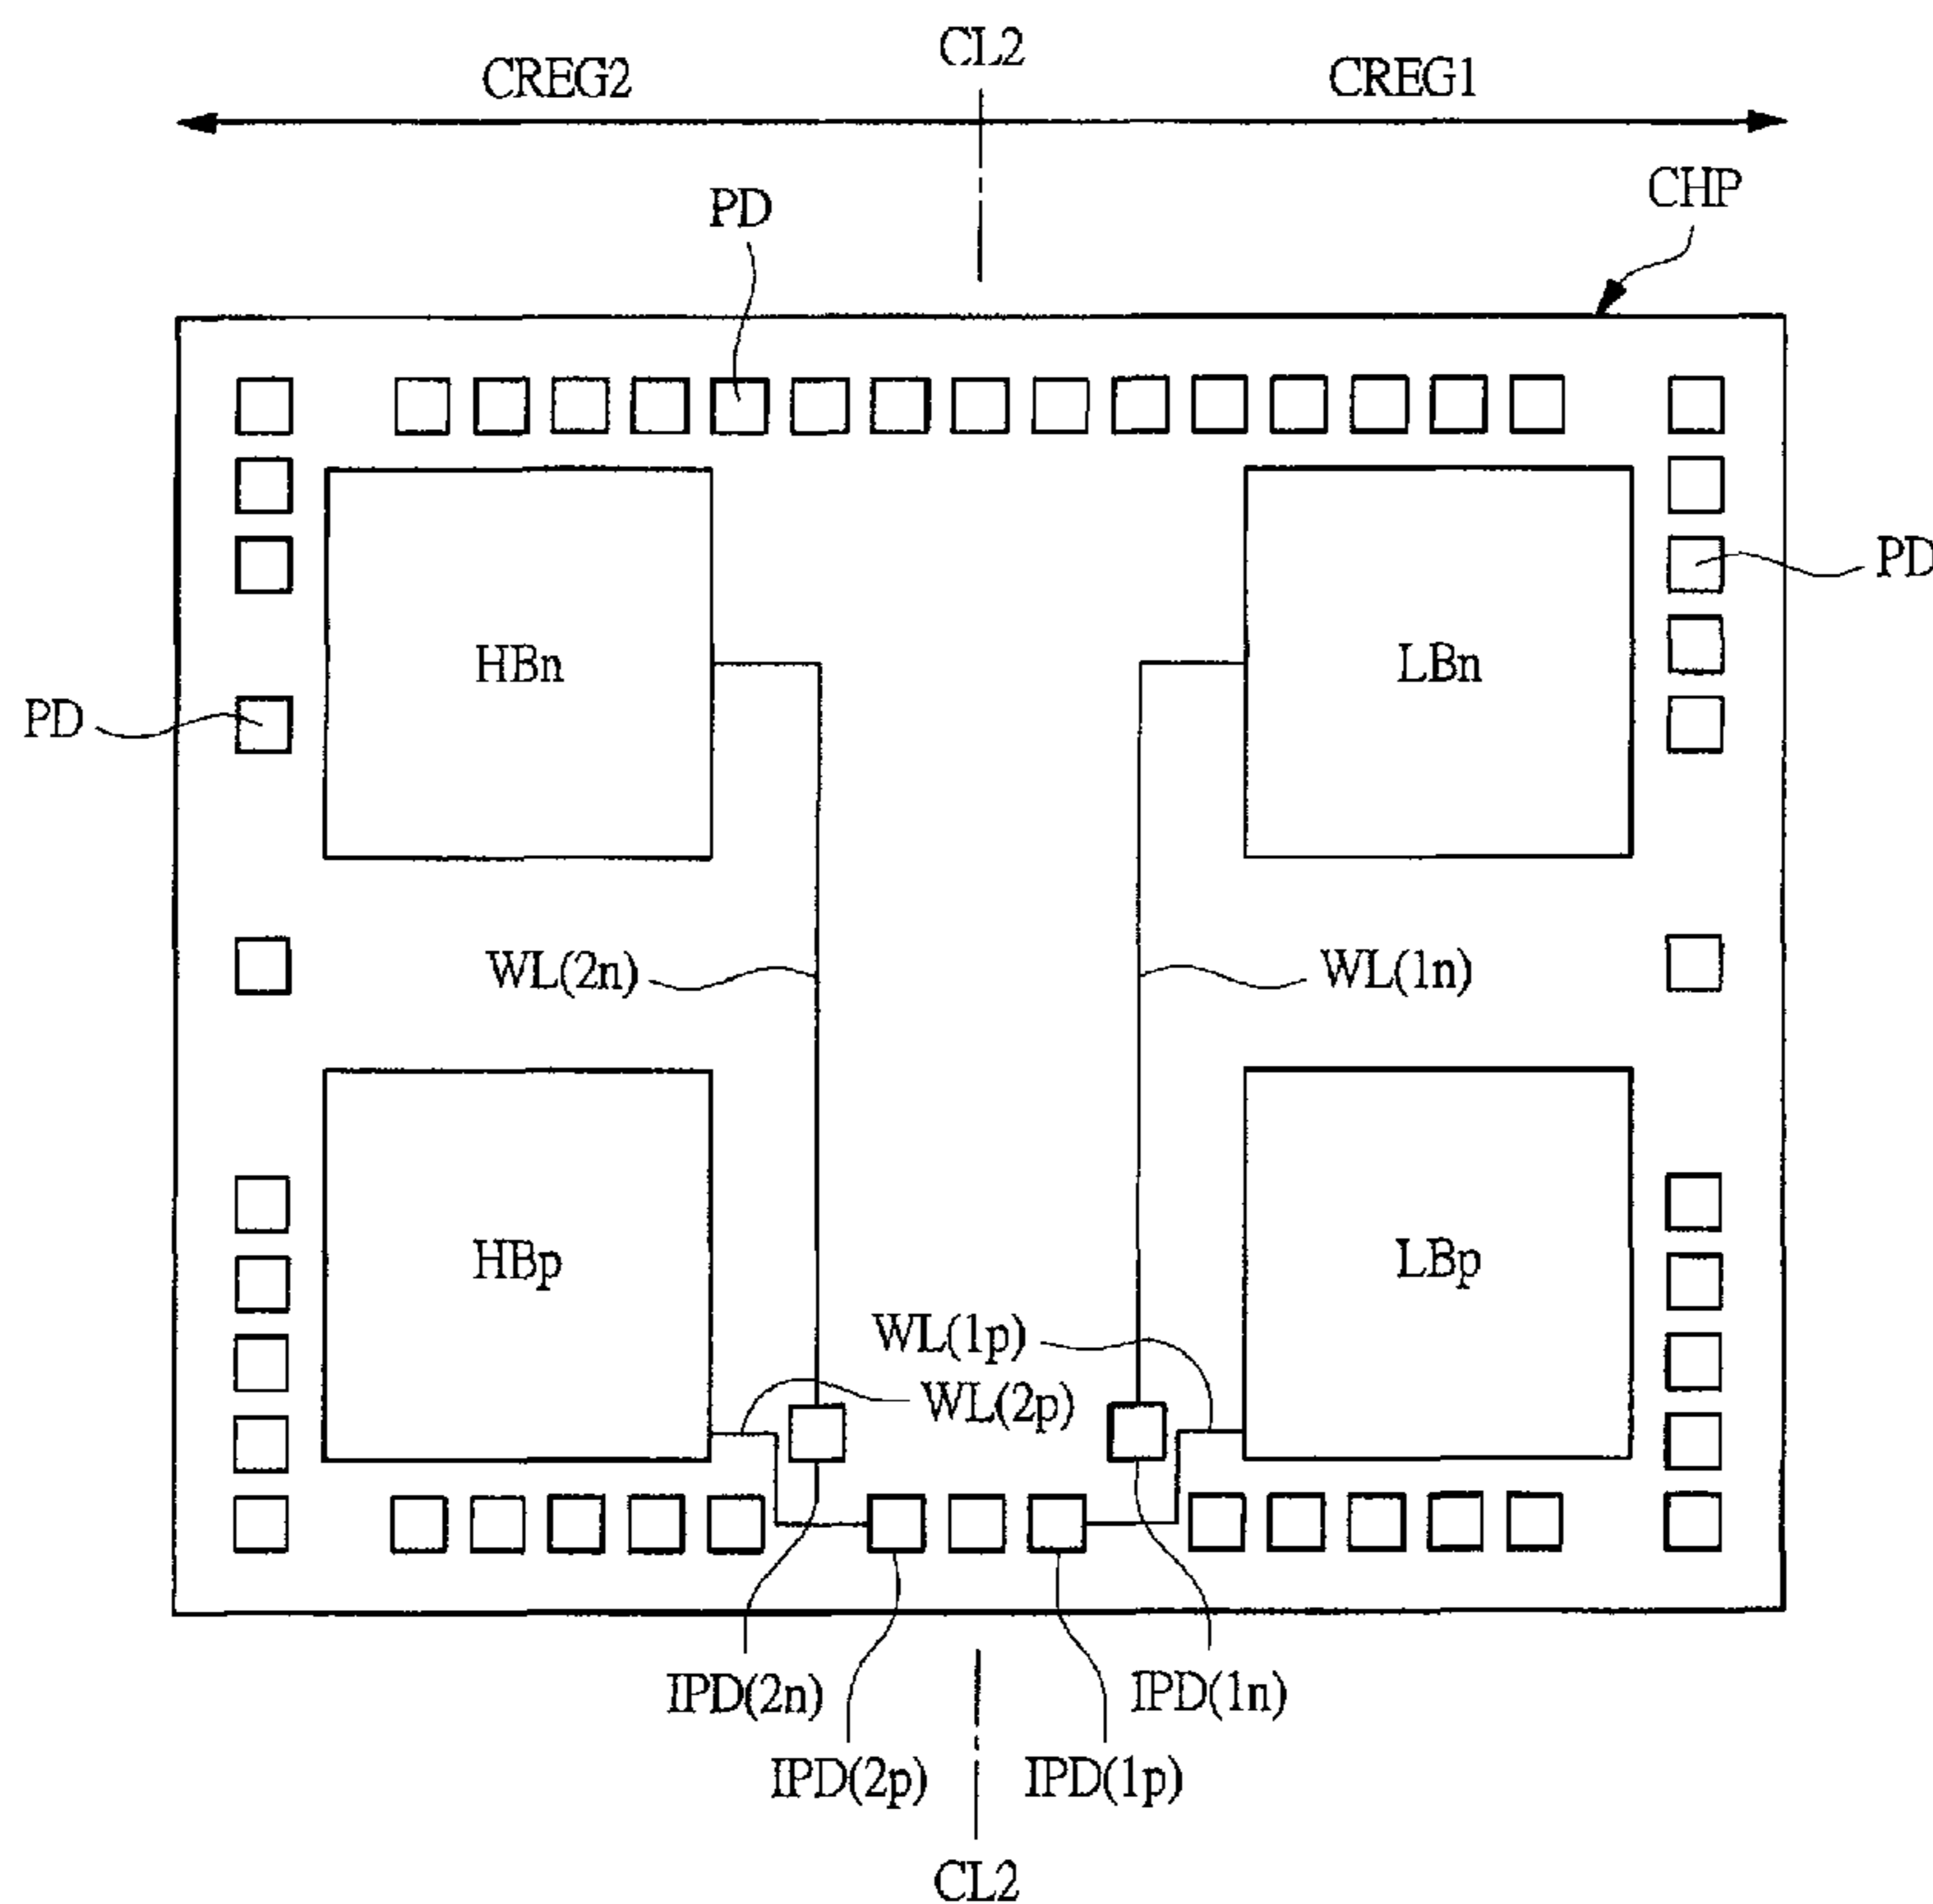 CL2
CREG2
CREG1
CHP
PD
PD
HBn
LBn
PD
WL(2n)
WL(1n)
HBp
LBp
WL(1p)
WL(2p)
IPD(2n)
IPD(1n)
IPD(2p)
IPD(1p)
CL2